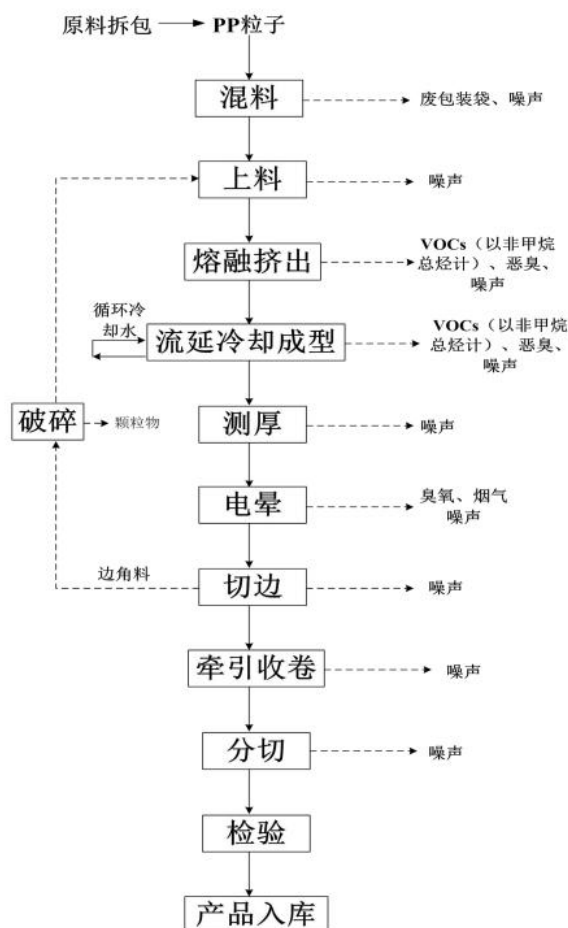 原料拆包
PP粒子
混料
废包装袋、噪声
上料
噪声
熔融挤出
VOCs（以非甲烷
总烃计）、恶臭、
噪声
循环冷
却水
流延冷却成型
VOCs（以非甲烷
总烃计）、恶臭、
噪声
破碎
颗粒物
测厚
噪声
电晕
臭氧、烟气
噪声
边角料
切边
噪声
牵引收卷
噪声
分切
噪声
检验
产品入库